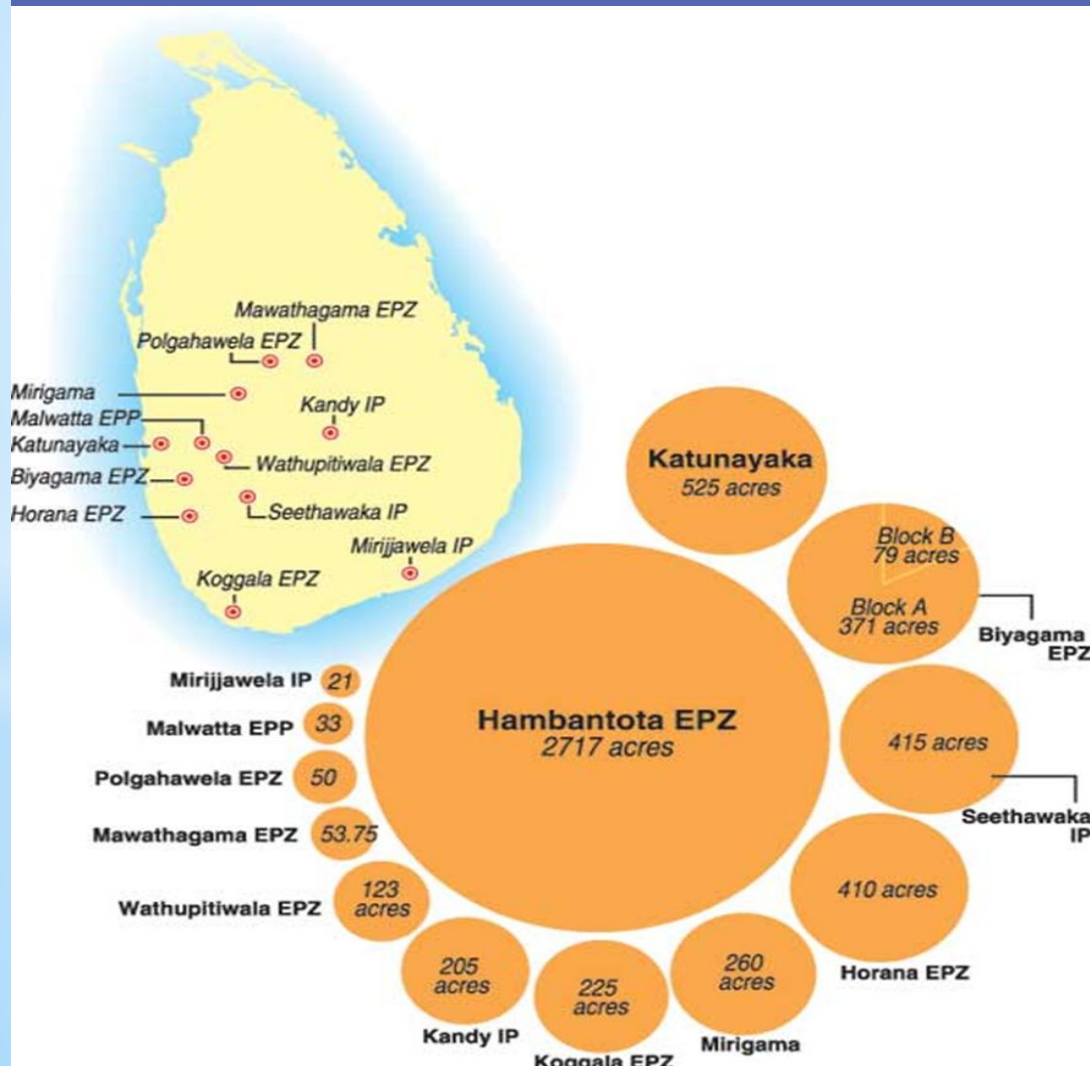 Mawathagama EPZ
Polgahawela EPZ
Mirigama
Kandy IP
Malwatta EPP
Katunayaka
Wathupitiwala EPZ
Biyagama EPZ
Seethawaka IP
Horana EPZ
Mirijjawela IP
Koggala EPZ
Katunayaka
525 acres
Block B
79 acres
Block A
371 acres
Biyagama
EPZ
Hambantota EPZ
2717 acres
415 acres
Seethawaka
IP
410 acres
Horana EPZ
260
acres
Mirigama
225
acres
Koggala EPZ
205
acres
Kandy IP
123
acres
Wathupitiwala EPZ
53.75
Mawathagama EPZ
50
Polgahawela EPZ
33
Malwatta EPP
21
Mirijjawela IP